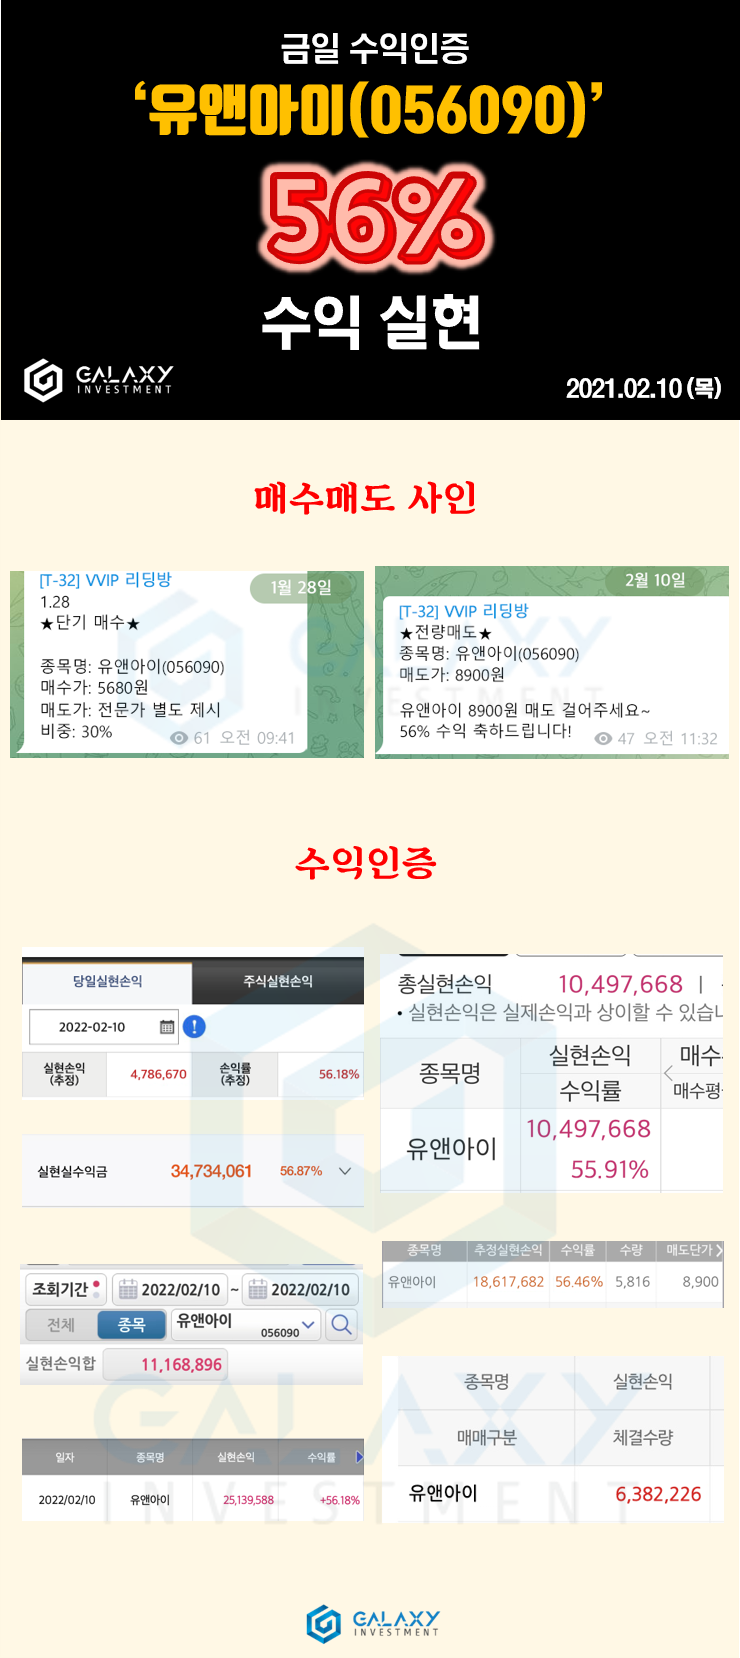 금일 수익인증
‘유앤아이(056090)’
56%
수익 실현
GALAXY
INVESTMENT
2021.02.10 (목)
매수매도 사인
[T-32] VVIP 리딩방
1월 28일
1.28
★단기 매수★
종목명: 유앤아이(056090)
매수가: 5680원
매도가: 전문가 별도 제시
비중: 30%
61 오전 09:41
2월 10일
[T-32] VVIP 리딩방
★전량매도★
종목명: 유앤아이(056090)
매도가: 8900원
유앤아이 8900원 매도 걸어주세요~
56% 수익 축하드립니다!
47 오전 11:32
GALAXY
INVESTMENT
수익인증
당일실현손익 주식실현손익
2022-02-10
실현손익 (추정) 4,786,670 손익률 (추정) 56.18%
실현실수익금 34,734,061 56.87%
조회기간 2022/02/10 ~ 2022/02/10
전체 종목 유앤아이 056090
실현손익합 11,168,896
일자 종목명 실현손익 수익률
2022/02/10 유앤아이 25,139,588 +56.18%
총실현손익 10,497,668 |
• 실현손익은 실제손익과 상이할 수 있습니
종목명 실현손익 매수
수익률 매수평
유앤아이 10,497,668
55.91%
종목명 추정실현손익 수익률 수량 매도단가
유앤아이 18,617,682 56.46% 5,816 8,900
종목명 실현손익
매매구분 체결수량
유앤아이 6,382,226
GALAXY
INVESTMENT
GALAXY
INVESTMENT